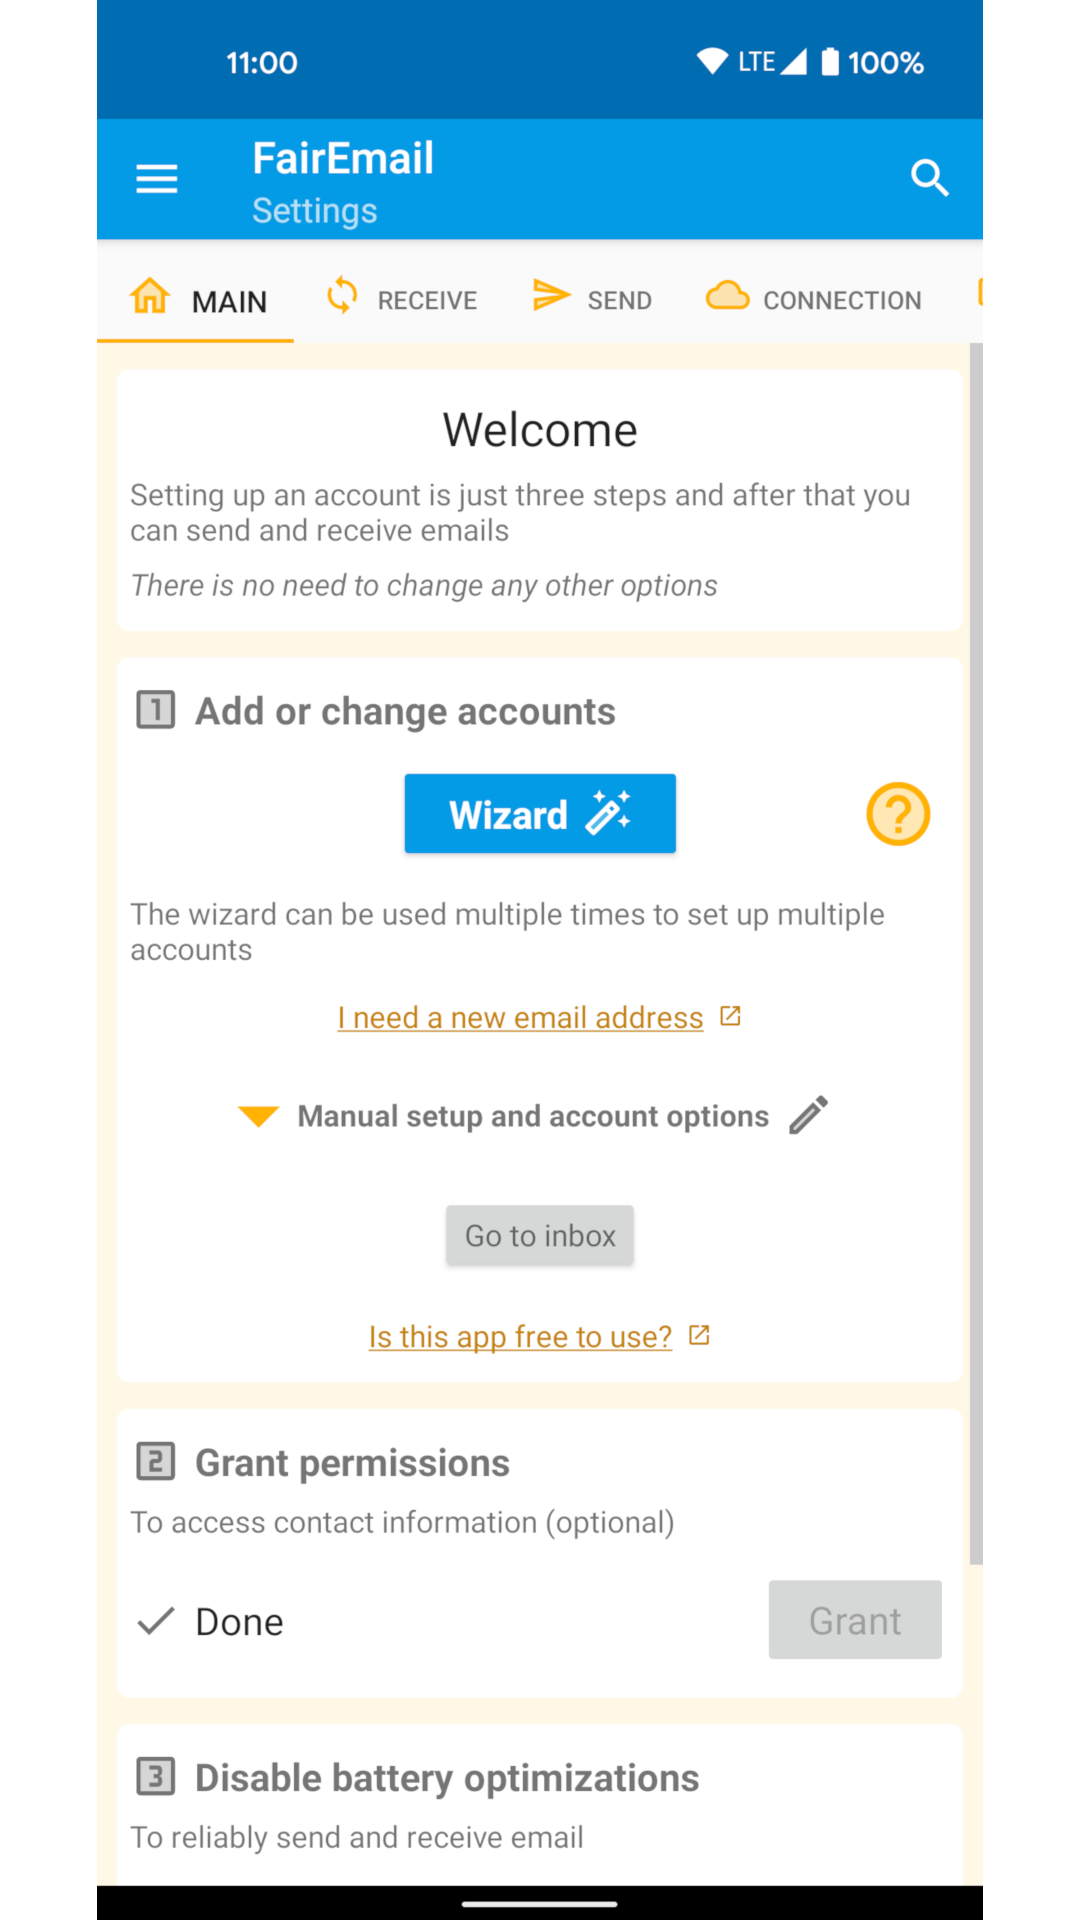 11:00 LTE 100%
FairEmail
Settings
MAIN RECEIVE SEND CONNECTION
Welcome
Setting up an account is just three steps and after that you
can send and receive emails
There is no need to change any other options
1 Add or change accounts
Wizard
?
The wizard can be used multiple times to set up multiple
accounts
I need a new email address
Manual setup and account options
Go to inbox
Is this app free to use?
2 Grant permissions
To access contact information (optional)
Done Grant
3 Disable battery optimizations
To reliably send and receive email